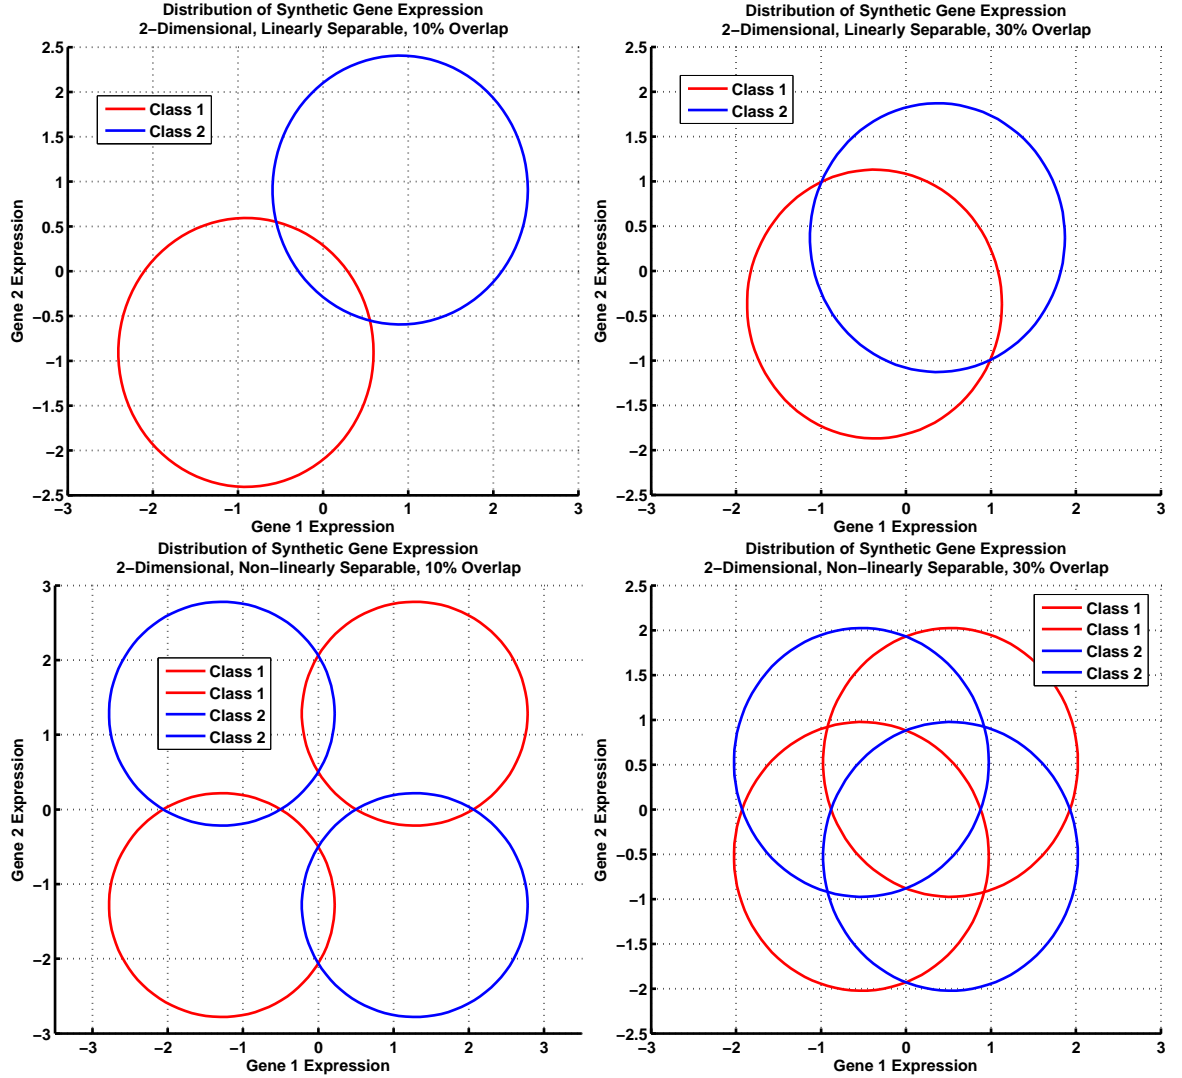 Distribution of Synthetic Gene Expression
2−Dimensional, Linearly Separable, 10% Overlap
2.5
2
1.5
1
0.5
0
−0.5
−1
−1.5
−2
2.5
−3
−2
−1
0
1
2
3
Gene 2 Expression
Gene 1 Expression
Class 1
Class 2
Distribution of Synthetic Gene Expression
2−Dimensional, Linearly Separable, 30% Overlap
2.5
2
1.5
1
0.5
0
−0.5
−1
−1.5
−2
−2.5
−3
−2
−1
0
1
2
3
Gene 2 Expression
Gene 1 Expression
Class 1
Class 2
Distribution of Synthetic Gene Expression
2−Dimensional, Non−linearly Separable, 10% Overlap
3
2
1
0
−1
−2
−3
−3
−2
−1
0
1
2
3
Gene 2 Expression
Gene 1 Expression
Class 1
Class 1
Class 2
Class 2
Distribution of Synthetic Gene Expression
2−Dimensional, Non−linearly Separable, 30% Overlap
2.5
2
1.5
1
0.5
0
−0.5
−1
−1.5
−2
−2.5
−3
−2
−1
0
1
2
3
Gene 2 Expression
Gene 1 Expression
Class 1
Class 1
Class 2
Class 2